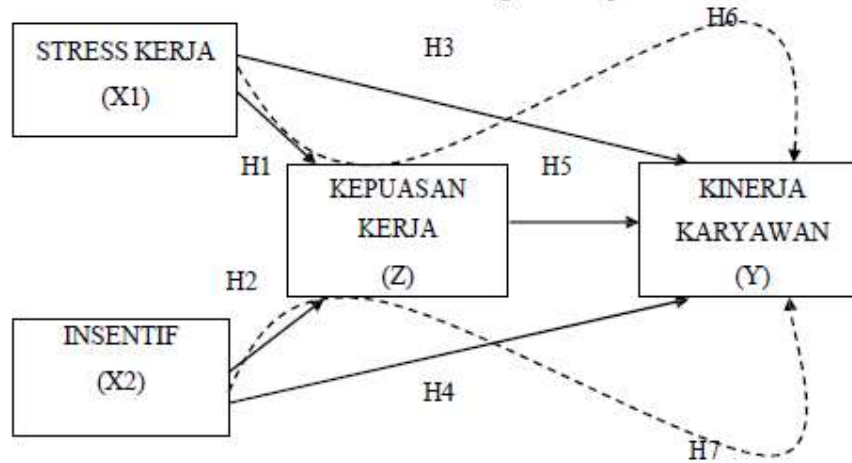 H6
STRESS KERJA
(X1)
H3
H1
H5
KEPUASAN
KERJA
(Z)
KINERJA
KARYAWAN
(Y)
H2
INSENTIF
(X2)
H4
H7